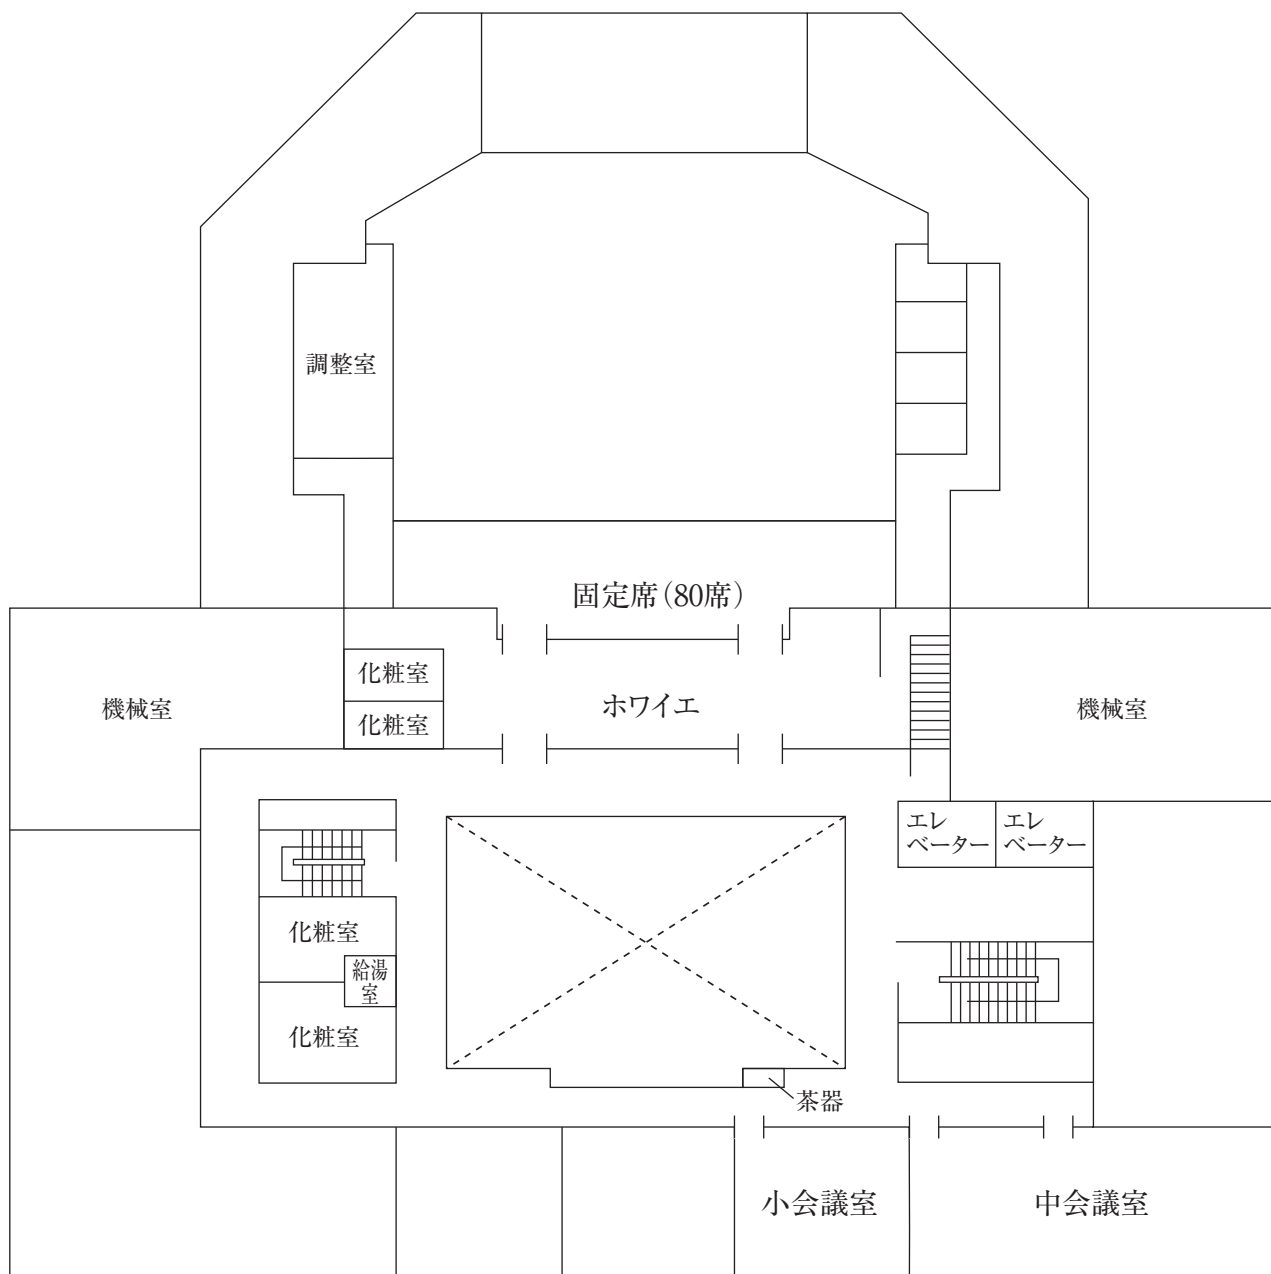 調整室
固定席(80席)
化粧室
機械室
ホワイエ
化粧室
機械室
エレ
ベーター
エレ
ベーター
化粧室
給湯
室
化粧室
茶器
小会議室
中会議室